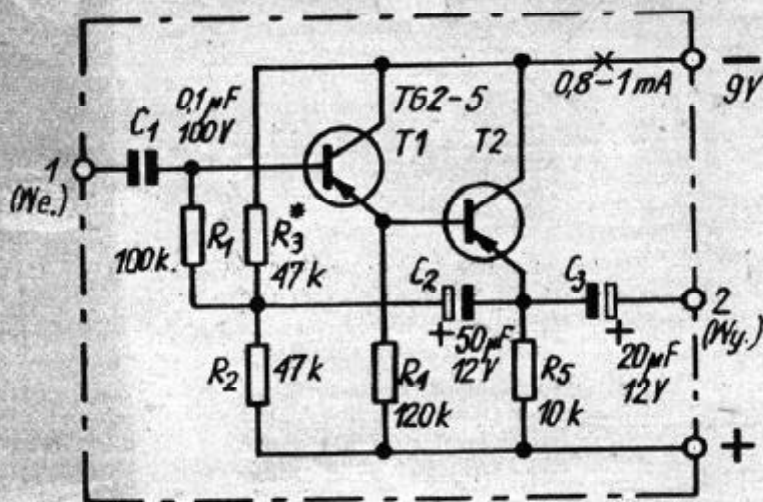 0,1µF
100V
C1
1
(We.)
TG2-5
T1
T2
0,8-1mA
−
9V
R1
100k.
R3*
47k
C2
+ 50µF
12V
C3
+
20µF
12V
2
(Wy.)
R2
47k
R1
120k
R5
10k
+